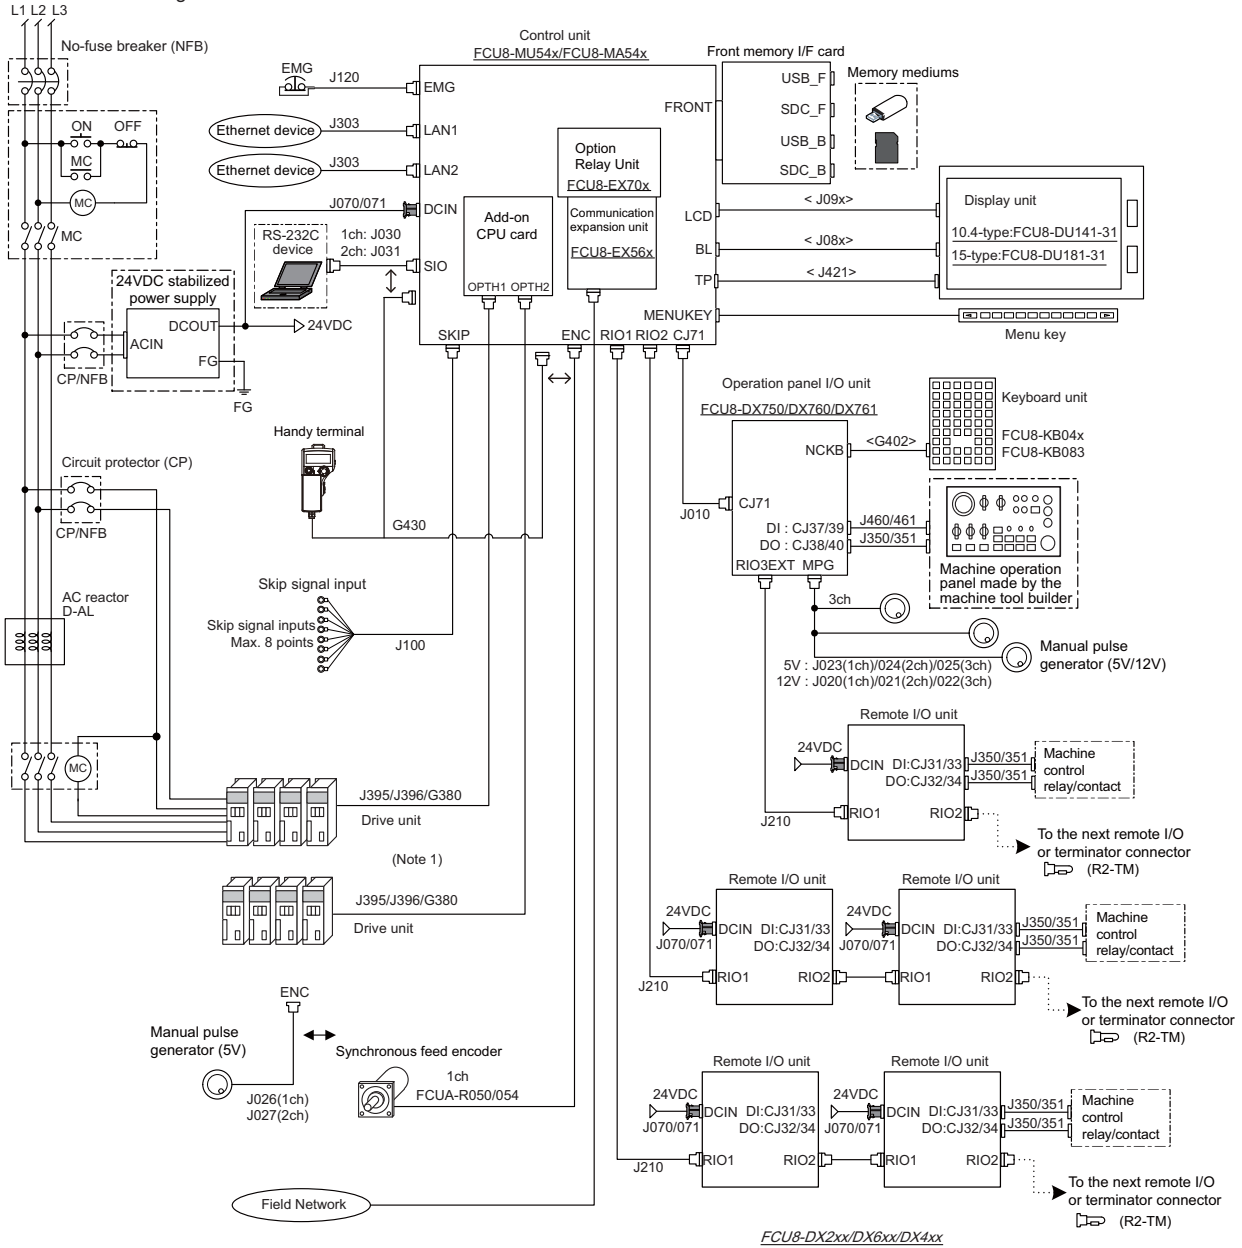 L1 L2 L3
No-fuse breaker (NFB)
Control unit
FCU8-MU54x/FCU8-MA54x
Front memory I/F card
USB_F
SDC_F
USB_B
SDC_B
Memory mediums
EMG
J120
EMG
FRONT
ON
OFF
MC
MC
MC
Ethernet device
J303
LAN1
Ethernet device
J303
LAN2
Option
Relay Unit
FCU8-EX70x
Communication
expansion unit
FCU8-EX56x
Add-on
CPU card
OPTH1
OPTH2
J070/071
DCIN
RS-232C
device
1ch: J030
2ch: J031
SIO
LCD
< J09x>
BL
< J08x>
TP
< J421>
Display unit
10.4-type:FCU8-DU141-31
15-type:FCU8-DU181-31
MENUKEY
Menu key
SKIP
ENC
RIO1
RIO2
CJ71
24VDC stabilized
power supply
DCOUT
24VDC
ACIN
FG
FG
CP/NFB
Operation panel I/O unit
FCU8-DX750/DX760/DX761
NCKB
<G402>
Keyboard unit
FCU8-KB04x
FCU8-KB083
Handy terminal
Circuit protector (CP)
CP/NFB
G430
J010
CJ71
DI : CJ37/39
DO : CJ38/40
J460/461
J350/351
RIO3EXT
MPG
Machine operation
panel made by the
machine tool builder
3ch
Skip signal input
Skip signal inputs
Max. 8 points
J100
AC reactor
D-AL
Manual pulse
generator (5V/12V)
5V : J023(1ch)/024(2ch)/025(3ch)
12V : J020(1ch)/021(2ch)/022(3ch)
Remote I/O unit
24VDC
DCIN
DI:CJ31/33
DO:CJ32/34
J350/351
J350/351
Machine
control
relay/contact
J210
RIO1
RIO2
To the next remote I/O
or terminator connector
(R2-TM)
MC
J395/J396/G380
Drive unit
(Note 1)
J395/J396/G380
Drive unit
Remote I/O unit
Remote I/O unit
24VDC
J070/071
DCIN
DI:CJ31/33
DO:CJ32/34
24VDC
J070/071
DCIN
DI:CJ31/33
DO:CJ32/34
J350/351
J350/351
Machine
control
relay/contact
J210
RIO1
RIO2
RIO1
RIO2
To the next remote I/O
or terminator connector
(R2-TM)
ENC
Manual pulse
generator (5V)
J026(1ch)
J027(2ch)
Synchronous feed encoder
1ch
FCUA-R050/054
Remote I/O unit
Remote I/O unit
24VDC
J070/071
DCIN
DI:CJ31/33
DO:CJ32/34
24VDC
J070/071
DCIN
DI:CJ31/33
DO:CJ32/34
J350/351
J350/351
Machine
control
relay/contact
J210
RIO1
RIO2
RIO1
RIO2
To the next remote I/O
or terminator connector
(R2-TM)
Field Network
FCU8-DX2xx/DX6xx/DX4xx